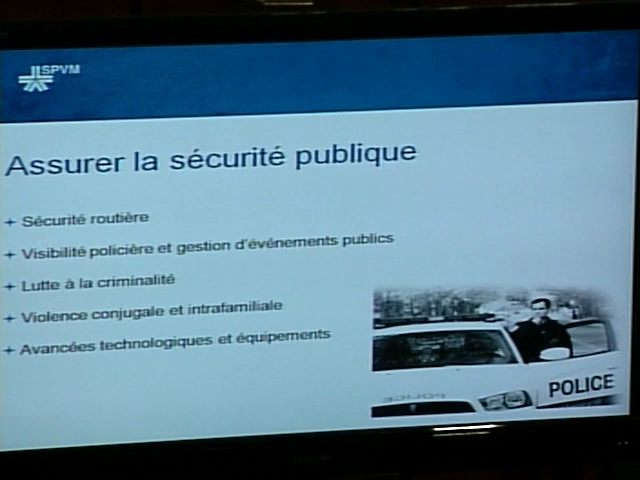 SPVM
Assurer la sécurité publique
Sécurité routière
Visibilité policière et gestion d'événements publics
Lutte à la criminalité
Violence conjugale et intrafamiliale
Avancées technologiques et équipements
POLICE